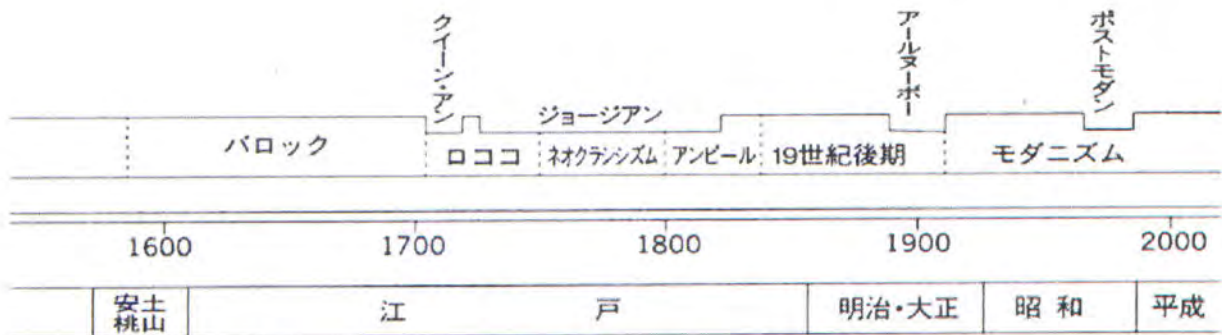 クイーン・アン
アールヌーボー
ポストモダン
ジョージアン
バロック
ロココ
ネオクランシズム
アンピール
19世紀後期
モダニズム
1600 1700 1800 1900 2000
安土
桃山
江戸
明治・大正
昭和
平成